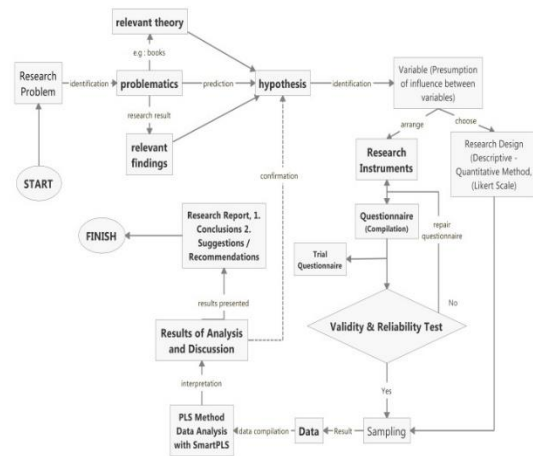 relevant theory
e.g : books
Research
Problem
identification
problematics
prediction
hypothesis
identification
Variable (Presumption
of influence between
variables)
research result
relevant
findings
START
arrange
choose
Research
Instruments
Research Design
(Descriptive -
Quantitative Method,
(Likert Scale)
confirmation
Questionnaire
(Compilation)
repair
questionnaire
Trial
Questionnaire
Research Report, 1.
Conclusions 2.
Suggestions /
Recommendations
FINISH
results presented
No
Validity & Reliability Test
Results of Analysis
and Discussion
interpretation
Yes
PLS Method
Data Analysis
with SmartPLS
data compilation
Data
Result
Sampling